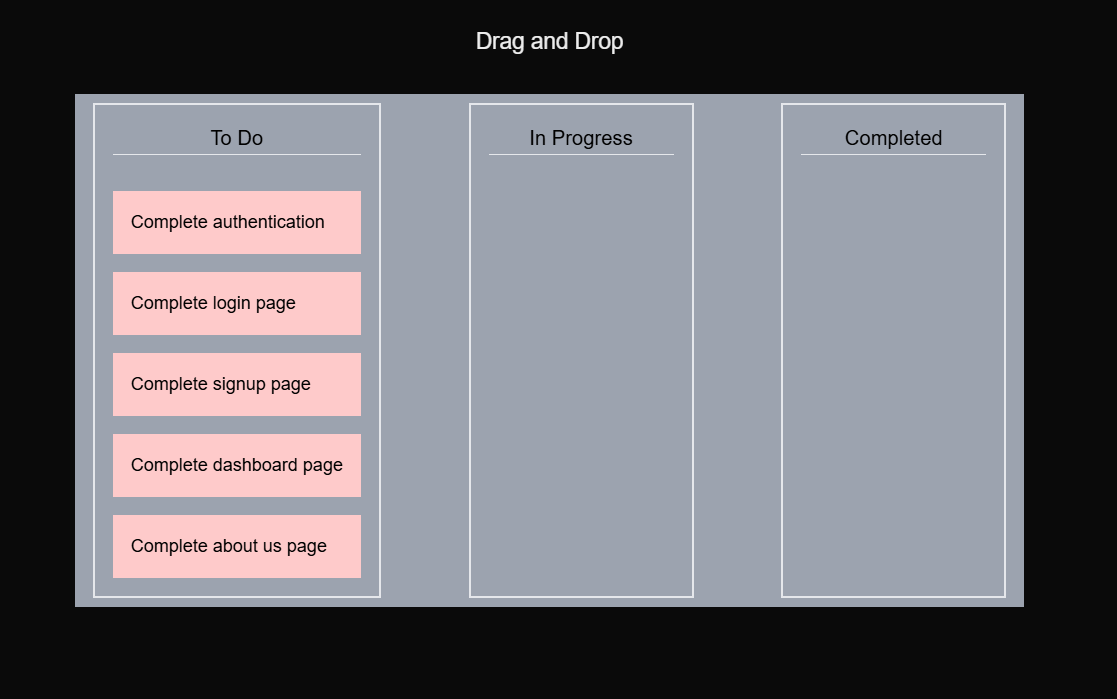 Drag and Drop
To Do
Complete authentication
Complete login page
Complete signup page
Complete dashboard page
Complete about us page
In Progress
Completed